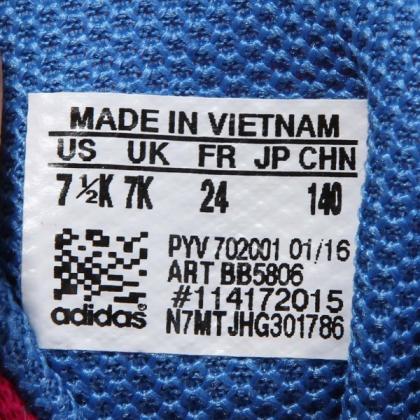 MADE IN VIETNAM
US UK FR JP CHN
7 ½K 7K 24 140
PYV 702001 01/16
ART BB5806
#114172015
adidas® N7MTJHG301786